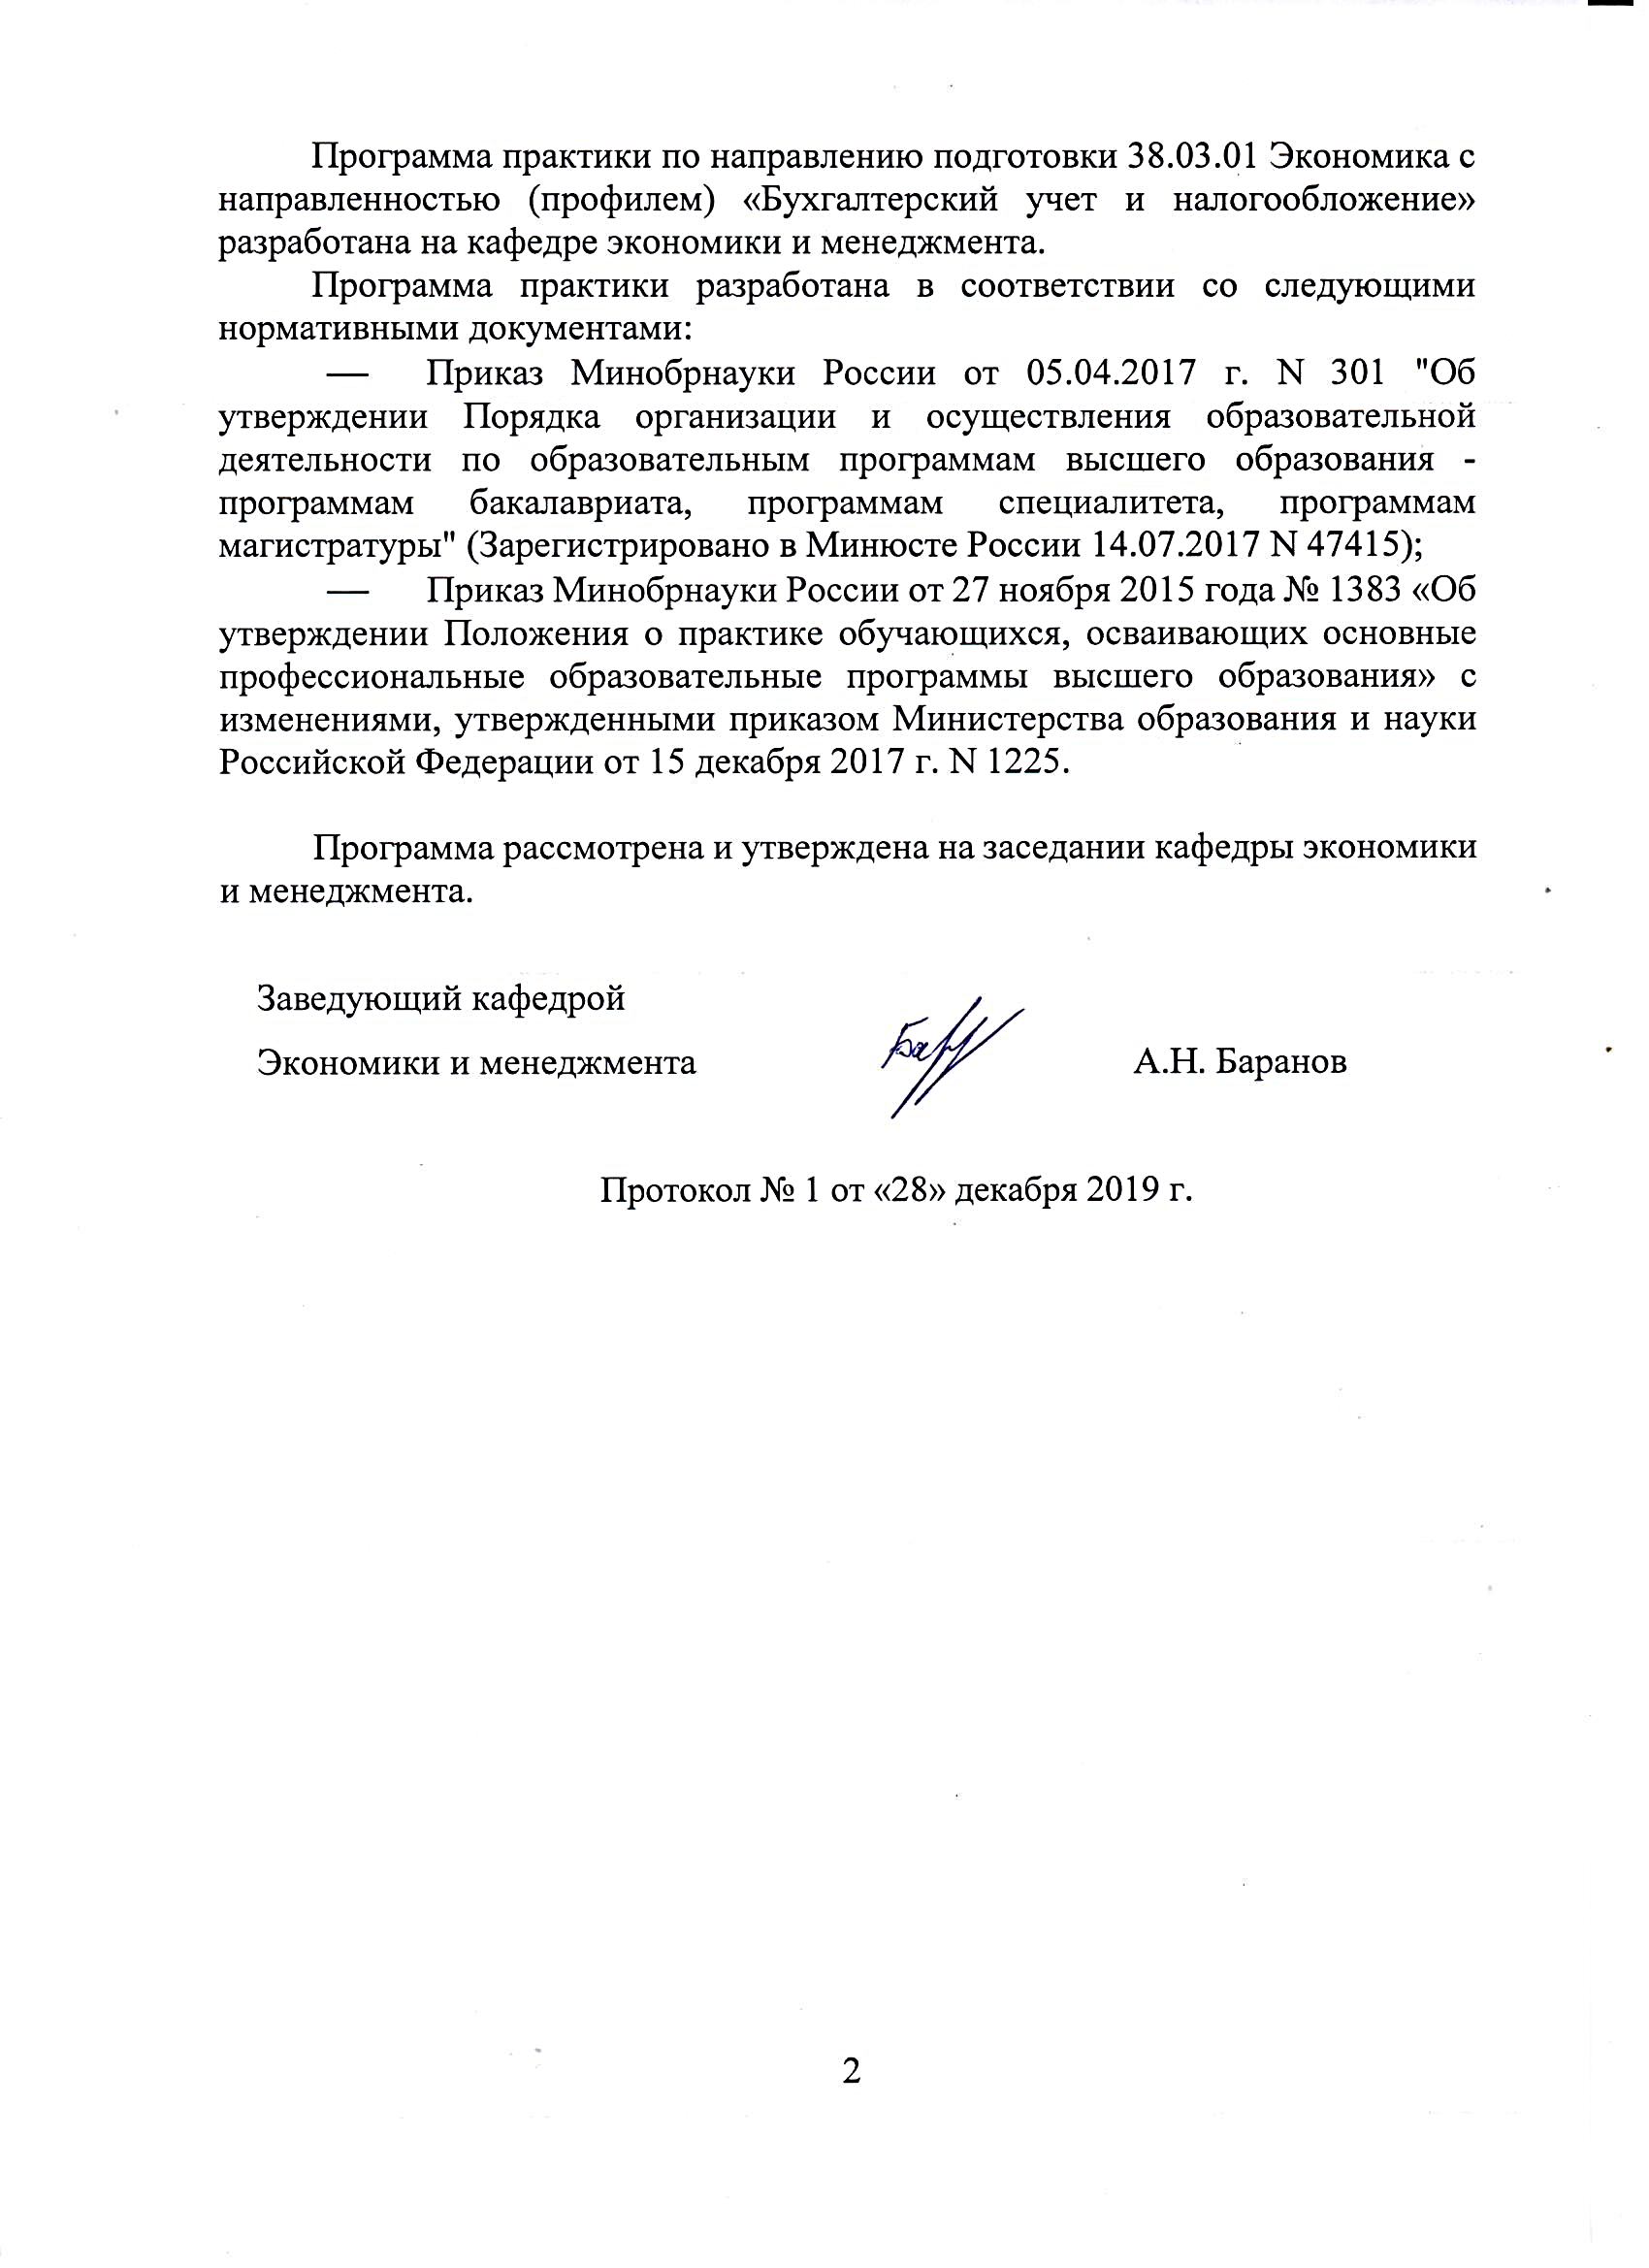 Программа практики по направлению подготовки 38.03.01 Экономика с
направленностью (профилем) «Бухгалтерский учет и налогообложение»
разработана на кафедре экономики и менеджмента.
Программа практики разработана в соответствии со следующими
нормативными документами:
— Приказ Минобрнауки России от 05.04.2017 г. N 301 "Об
утверждении Порядка организации и осуществления образовательной
деятельности по образовательным программам высшего образования -
программам бакалавриата, программам специалитета, программам
магистратуры" (Зарегистрировано в Минюсте России 14.07.2017 N 47415);
— Приказ Минобрнауки России от 27 ноября 2015 года № 1383 «Об
утверждении Положения о практике обучающихся, осваивающих основные
профессиональные образовательные программы высшего образования» с
изменениями, утвержденными приказом Министерства образования и науки
Российской Федерации от 15 декабря 2017 г. N 1225.
Программа рассмотрена и утверждена на заседании кафедры экономики
и менеджмента.
Заведующий кафедрой
Экономики и менеджмента А.Н. Баранов
Протокол № 1 от «28» декабря 2019 г.
2